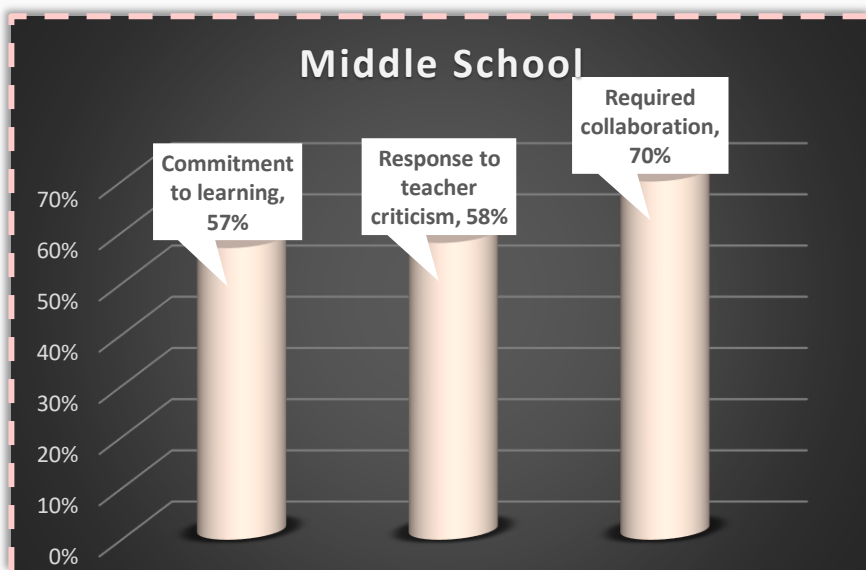 Middle School
Commitment
to learning,
57%
Response to
teacher
criticism, 58%
Required
collaboration,
70%
70%
60%
50%
40%
30%
20%
10%
0%